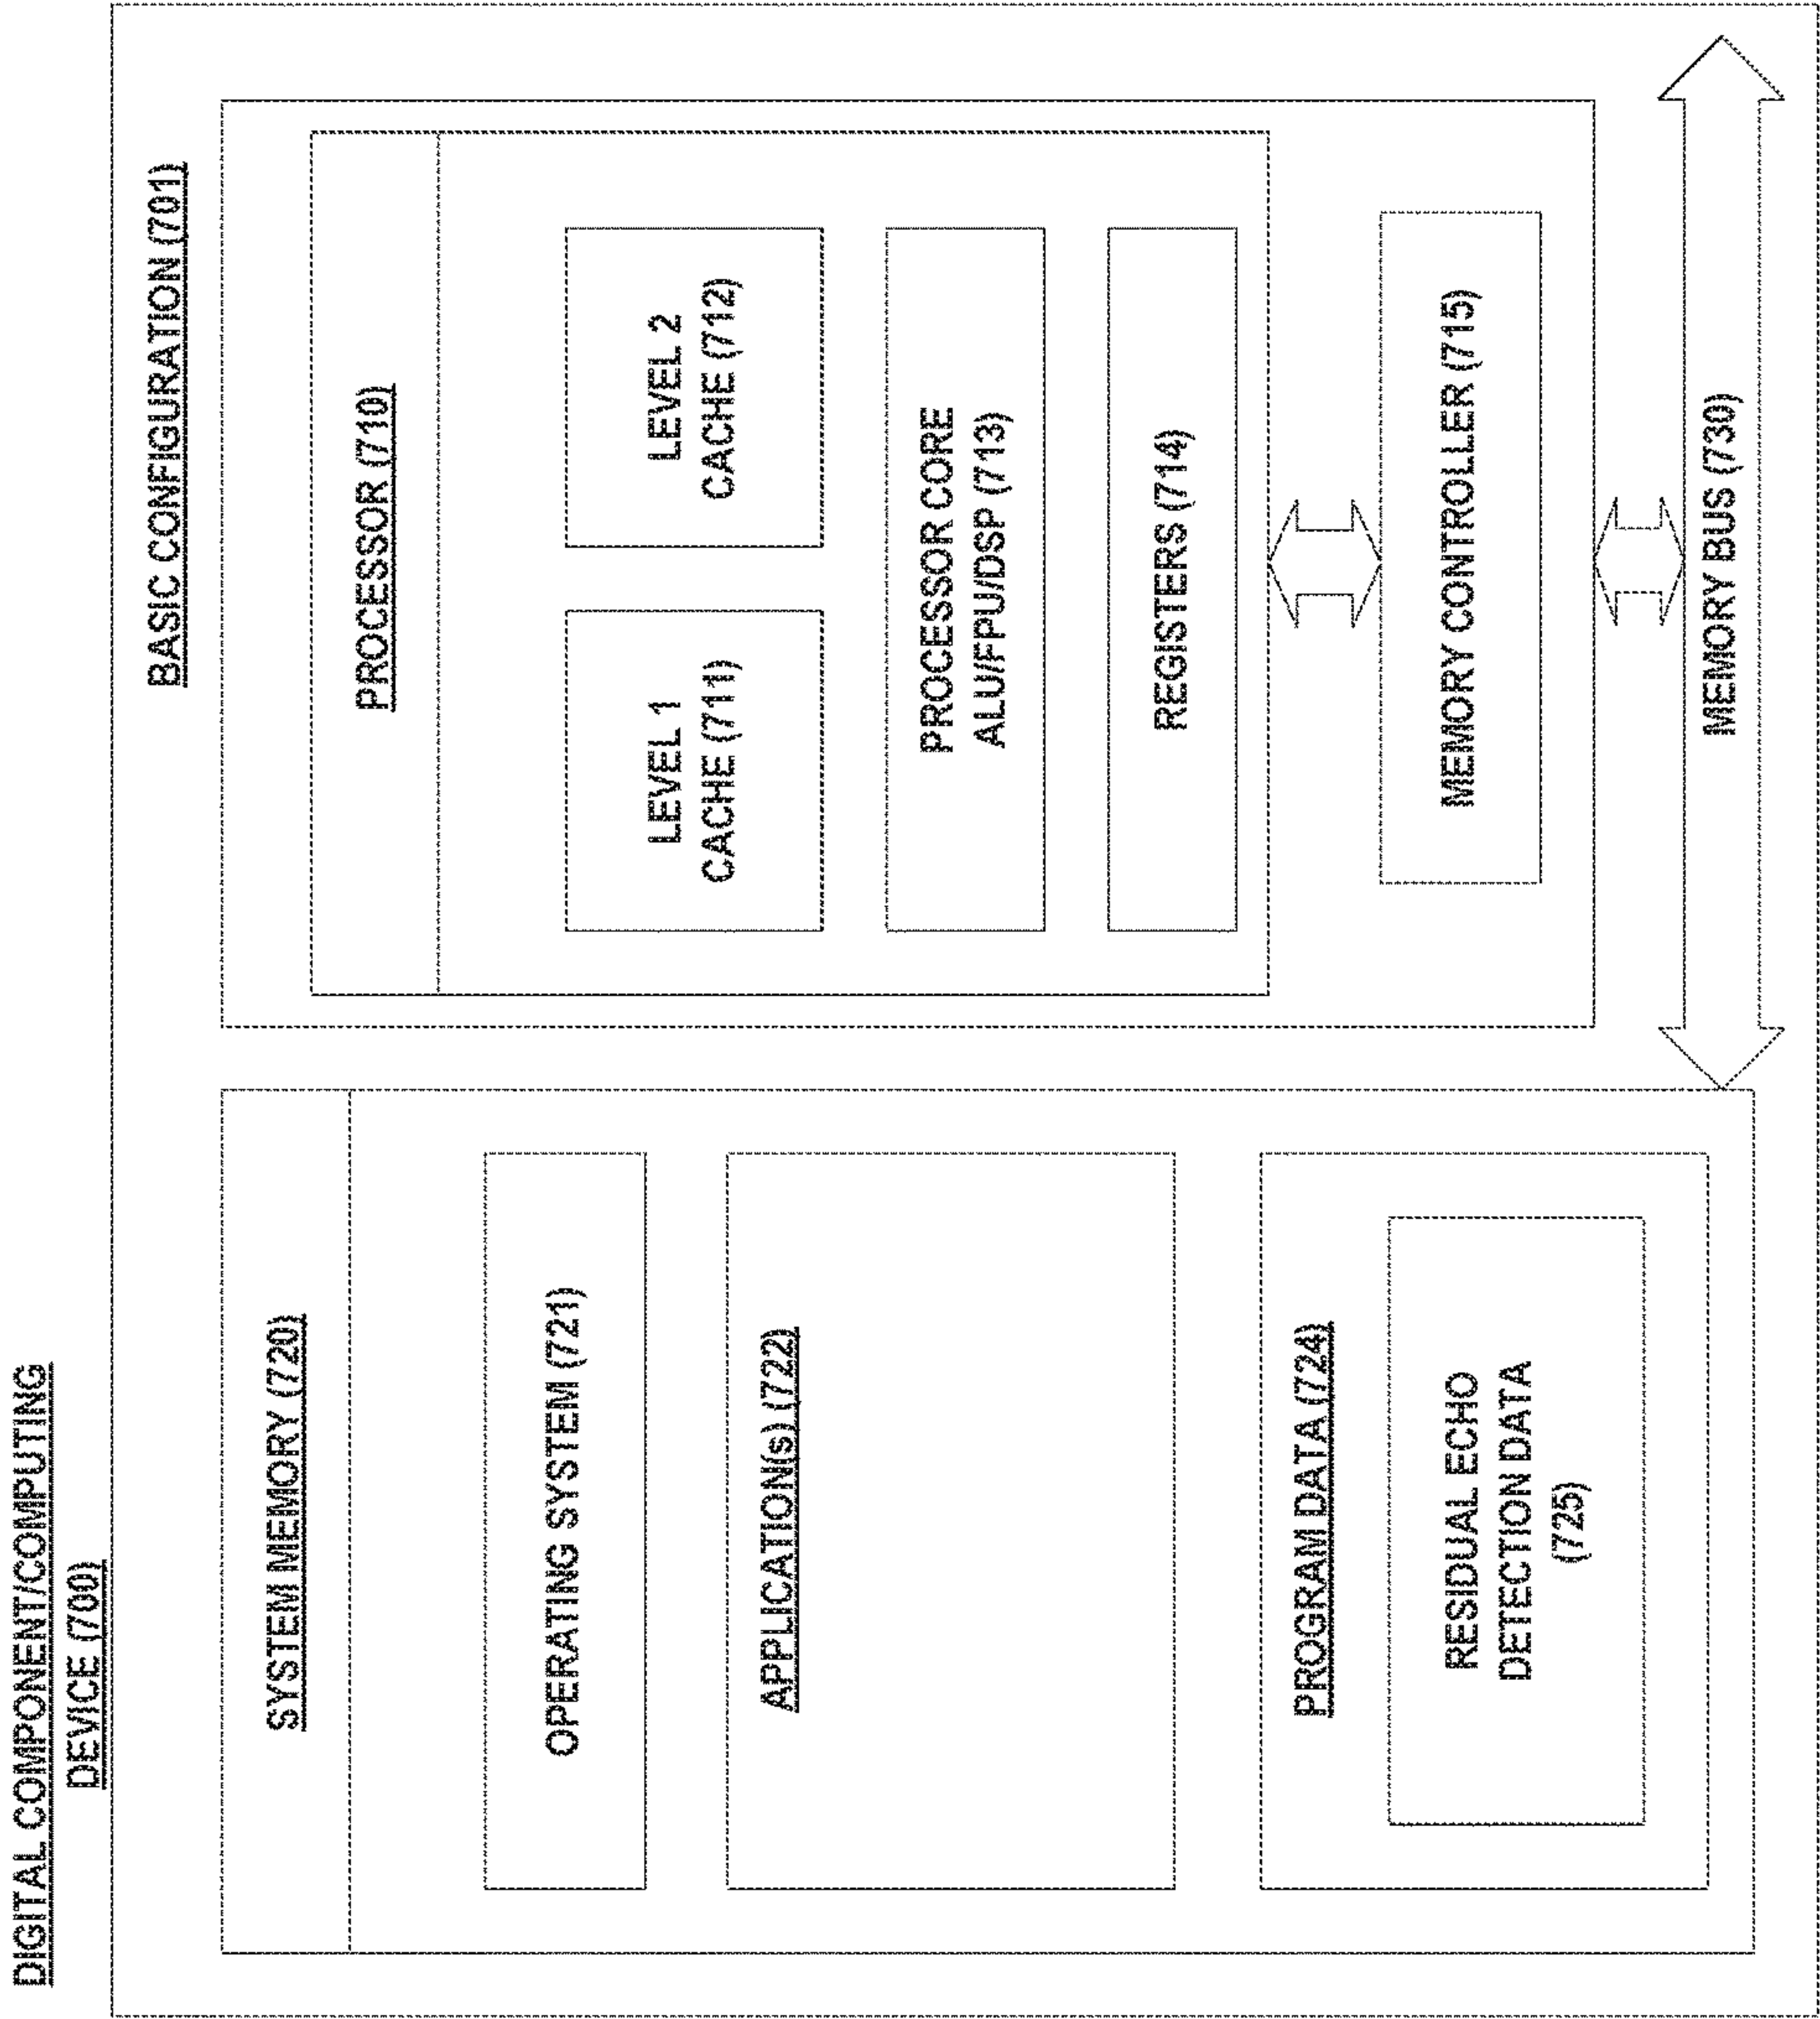 DIGITAL COMPONENT/COMPUTING
DEVICE (700)
BASIC CONFIGURATION (701)
SYSTEM MEMORY (720)
OPERATING SYSTEM (721)
APPLICATION(s) (722)
PROGRAM DATA (724)
RESIDUAL ECHO
DETECTION DATA
(725)
PROCESSOR (710)
LEVEL 1
CACHE (711)
LEVEL 2
CACHE (712)
PROCESSOR CORE
ALU/FPU/DSP (713)
REGISTERS (714)
MEMORY CONTROLLER (715)
MEMORY BUS (730)